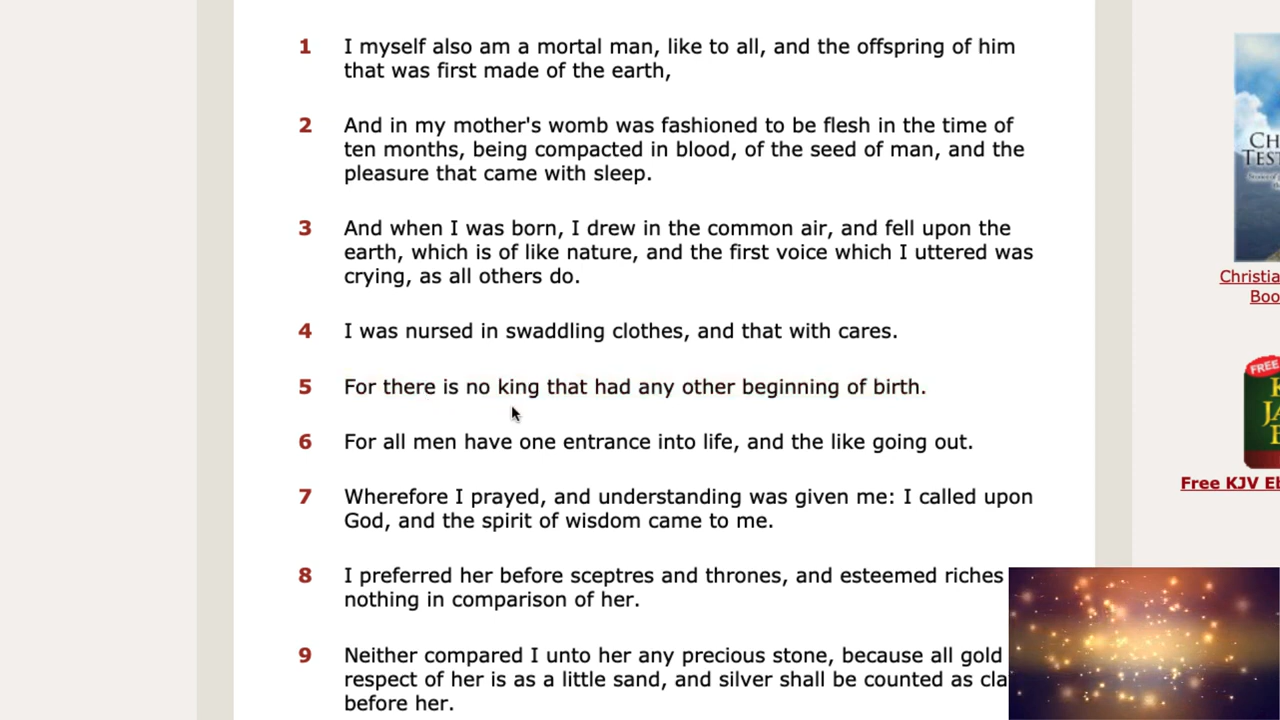 1 I myself also am a mortal man, like to all, and the offspring of him
that was first made of the earth,
2 And in my mother's womb was fashioned to be flesh in the time of
ten months, being compacted in blood, of the seed of man, and the
pleasure that came with sleep.
3 And when I was born, I drew in the common air, and fell upon the
earth, which is of like nature, and the first voice which I uttered was
crying, as all others do.
4 I was nursed in swaddling clothes, and that with cares.
5 For there is no king that had any other beginning of birth.
6 For all men have one entrance into life, and the like going out.
7 Wherefore I prayed, and understanding was given me: I called upon
God, and the spirit of wisdom came to me.
8 I preferred her before sceptres and thrones, and esteemed riches
nothing in comparison of her.
9 Neither compared I unto her any precious stone, because all gold
respect of her is as a little sand, and silver shall be counted as cla
before her.
CH
TES
Christia
Boo
FREE
K
JA
B
Free KJV Eb